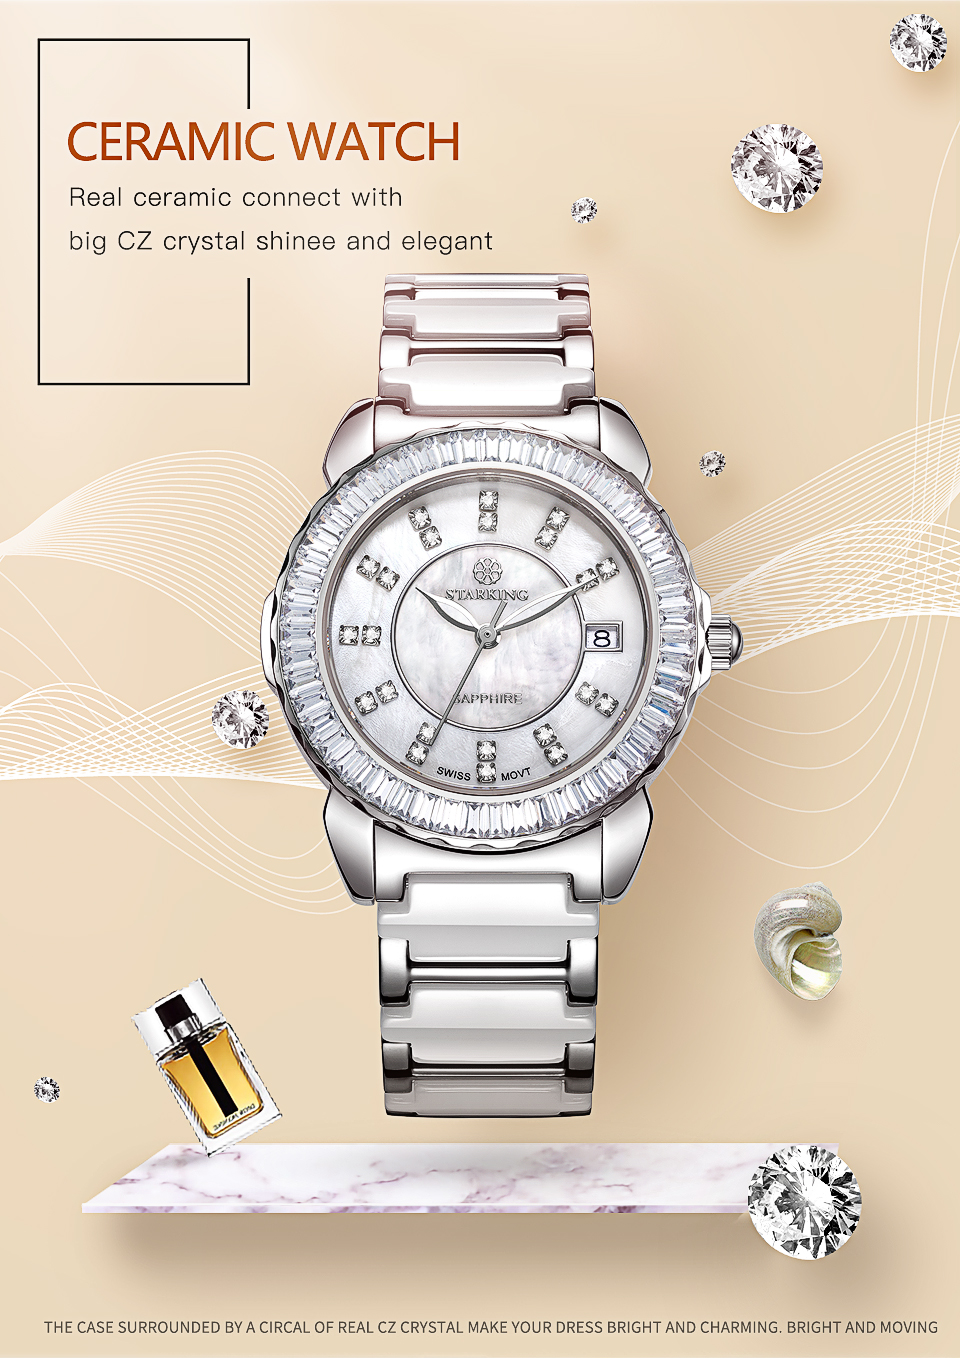 CERAMIC WATCH
Real ceramic connect with
big CZ crystal shinee and elegant
STARKING
8
SAPPHIRE
SWISS MOVT
THE CASE SURROUNDED BY A CIRCAL OF REAL CZ CRYSTAL MAKE YOUR DRESS BRIGHT AND CHARMING. BRIGHT AND MOVING